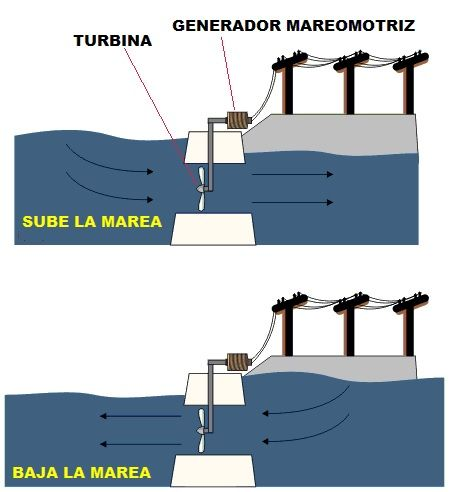 GENERADOR MAREOMOTRIZ
TURBINA
SUBE LA MAREA
BAJA LA MAREA